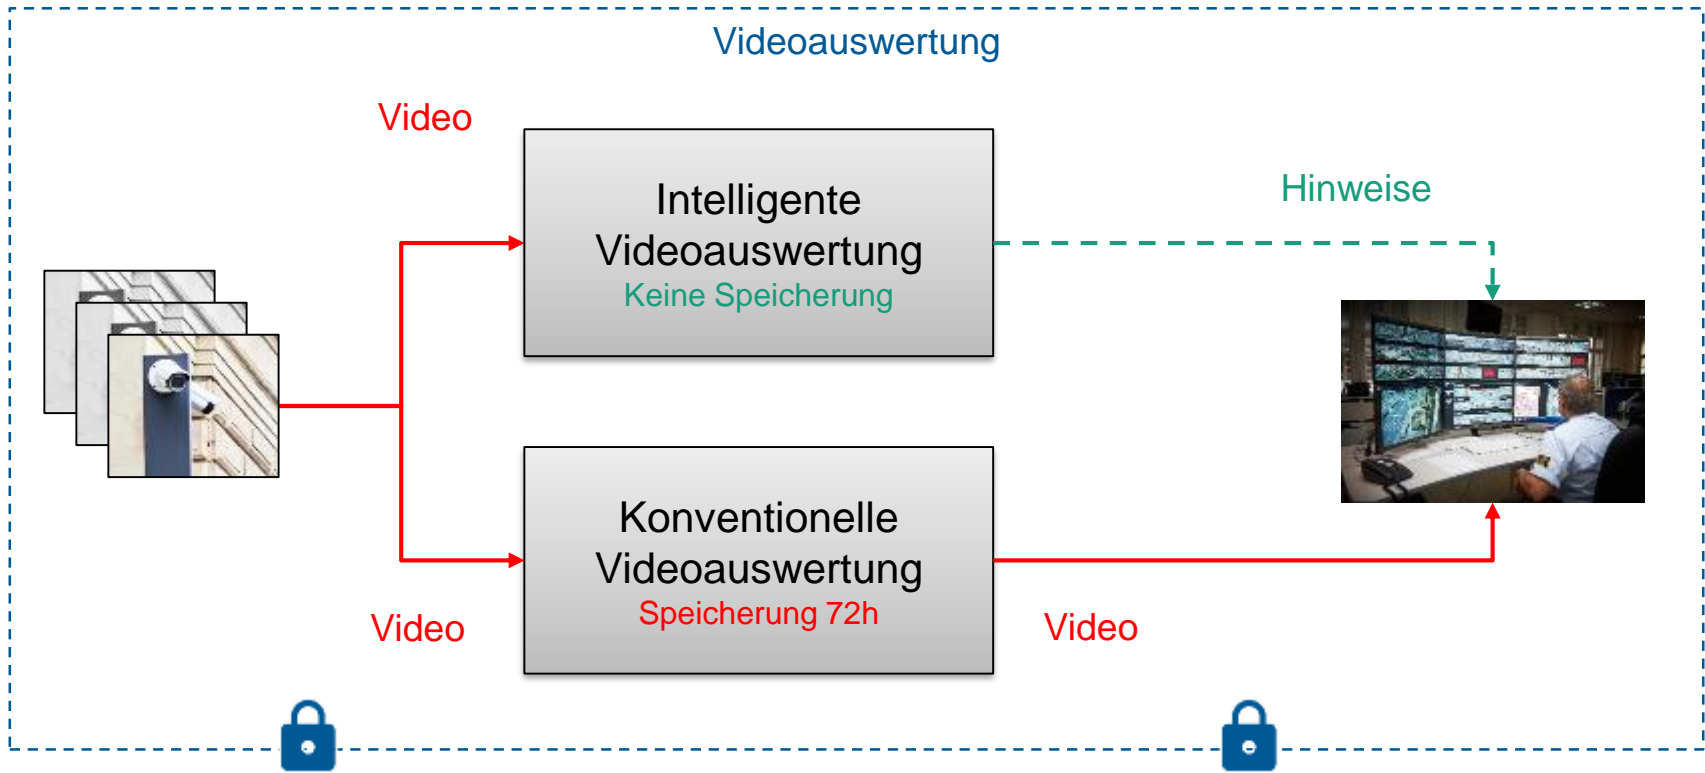 Videoauswertung
Video
Intelligente
Videoauswertung
Keine Speicherung
Hinweise
Konventionelle
Videoauswertung
Speicherung 72h
Video
Video